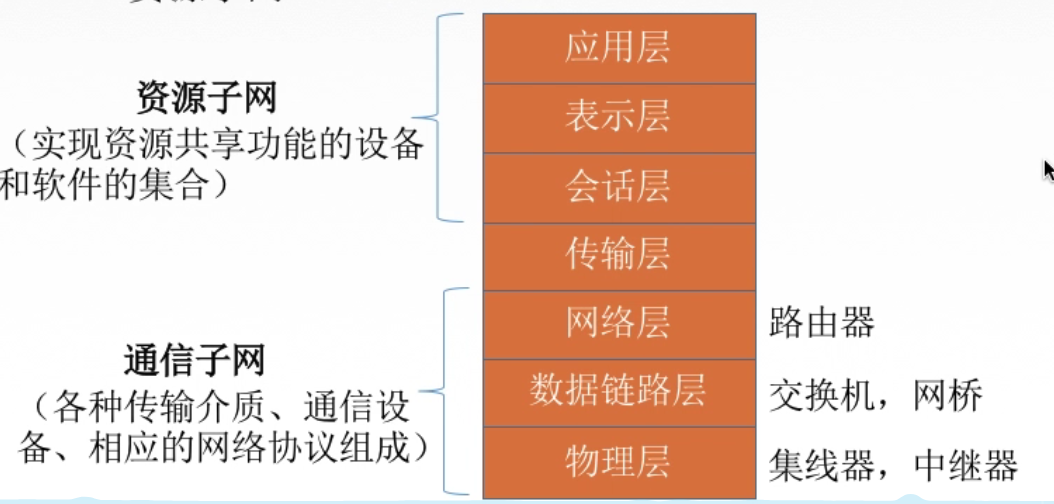 应用层
资源子网
表示层
（实现资源共享功能的设备
和软件的集合）
会话层
传输层
网络层
路由器
通信子网
数据链路层
交换机，网桥
（各种传输介质、通信设
备、相应的网络协议组成）
物理层
集线器，中继器